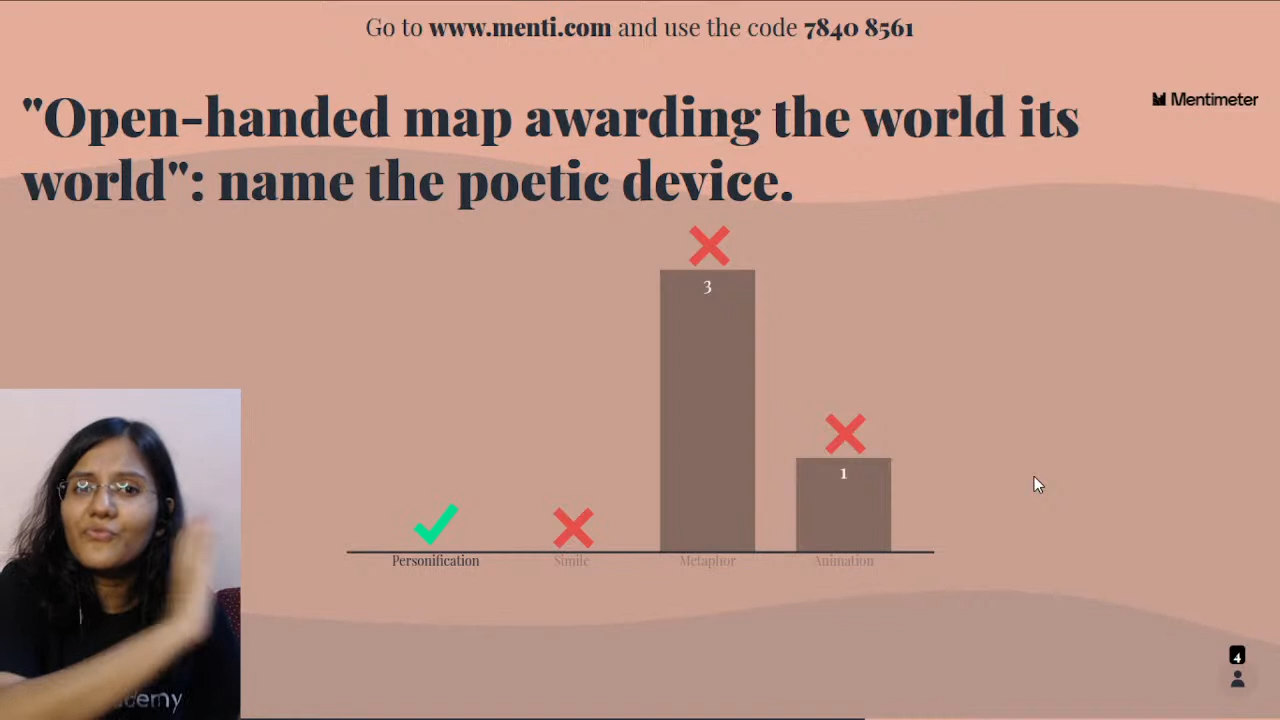 Go to www.menti.com and use the code 7840 8561
Mentimeter
"Open-handed map awarding the world its
world": name the poetic device.
3
1
Personification Simile Metaphor Animation
4
demy